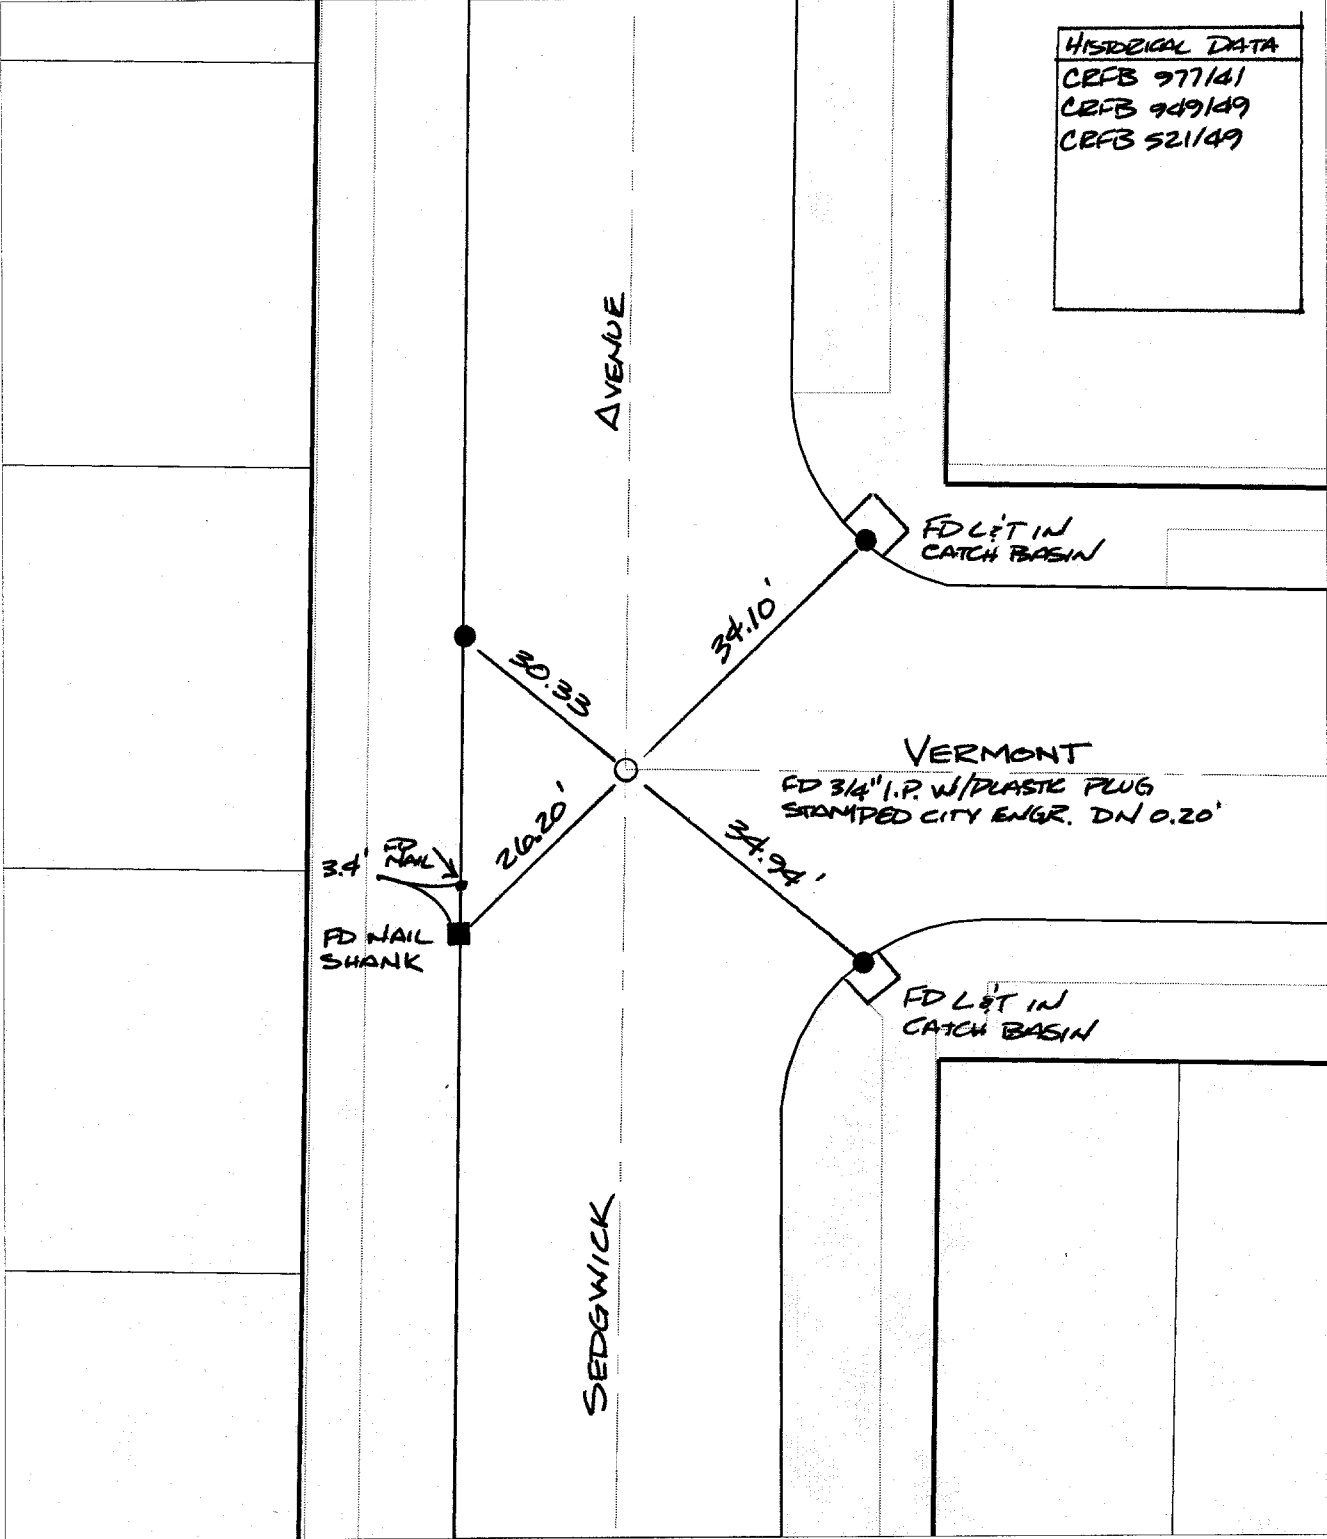 HISTORICAL DATA
CRFB 977/41
CRFB 949/49
CRFB 521/49
AVENUE
FD L&T IN
CATCH BASIN
34.10'
30.33
VERMONT
FD 3/4" I.P. W/PLASTIC PLUG
STAMPED CITY ENGR. DN 0.20'
26.20'
34.94'
3.4'
FD
NAIL
FD NAIL
SHANK
FD L&T IN
CATCH BASIN
SEDGWICK